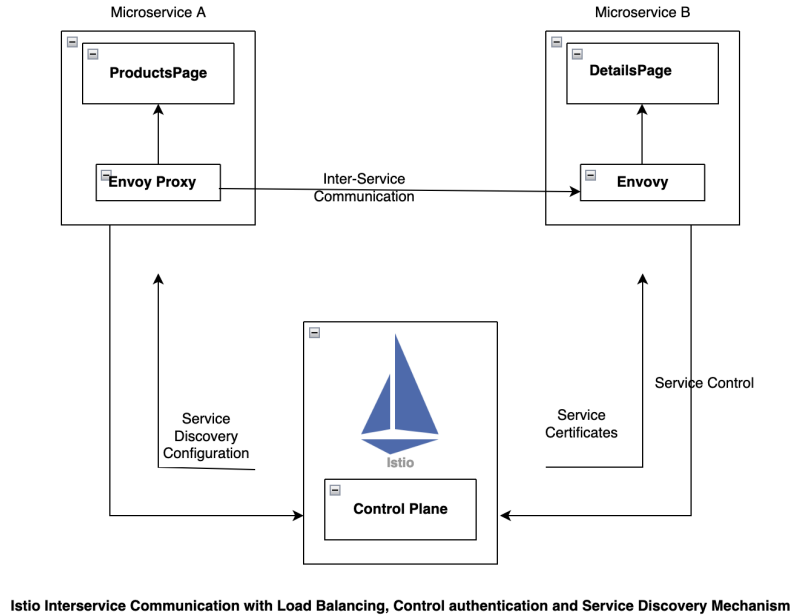 Microservice A
Microservice B
ProductsPage
DetailsPage
Envoy Proxy
Envovy
Inter-Service
Communication
Service Control
Service
Discovery
Configuration
Service
Certificates
Istio
Control Plane
Istio Interservice Communication with Load Balancing, Control authentication and Service Discovery Mechanism